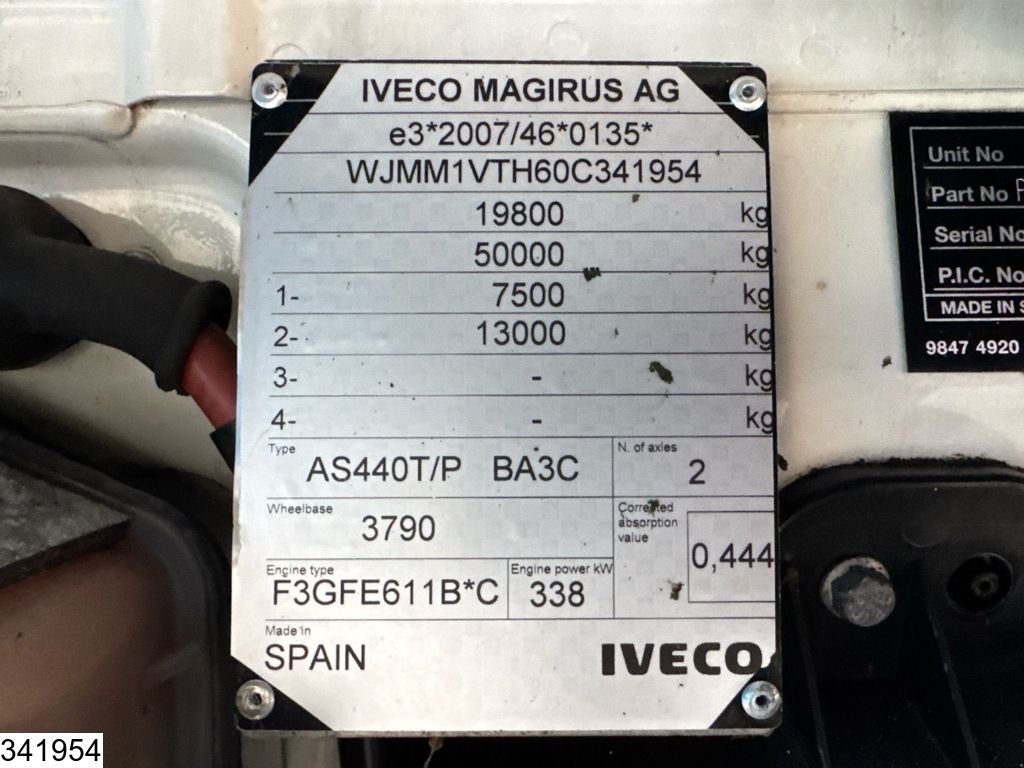 IVECO MAGIRUS AG
e3*2007/46*0135*
WJMM1VTH60C341954
19800 kg
50000 kg
1- 7500 kg
2- 13000 kg
3- - kg
4- - kg
Type AS440T/P BA3C N. of axles 2
Wheelbase 3790 Corrected absorption value 0,444
Engine type F3GFE611B*C Engine power kW 338
Made in SPAIN
IVECO
Unit No
Part No
Serial No
P.I.C. No
MADE IN
9847 4920
341954